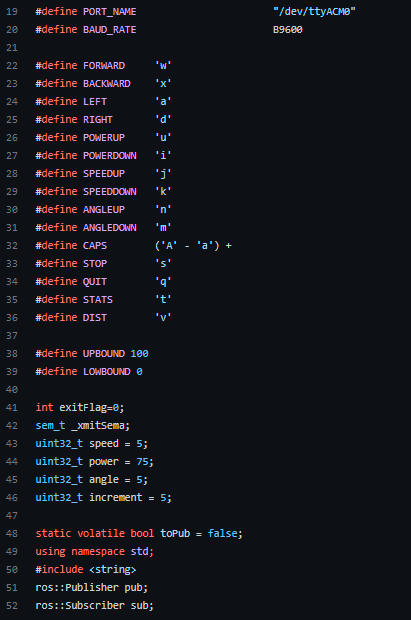 19 #define PORT_NAME "/dev/ttyACM0"
20 #define BAUD_RATE B9600
21
22 #define FORWARD 'w'
23 #define BACKWARD 'x'
24 #define LEFT 'a'
25 #define RIGHT 'd'
26 #define POWERUP 'u'
27 #define POWERDOWN 'i'
28 #define SPEEDUP 'j'
29 #define SPEEDDOWN 'k'
30 #define ANGLEUP 'n'
31 #define ANGLEDOWN 'm'
32 #define CAPS ('A' - 'a') +
33 #define STOP 's'
34 #define QUIT 'q'
35 #define STATS 't'
36 #define DIST 'v'
37
38 #define UPBOUND 100
39 #define LOWBOUND 0
40
41 int exitFlag=0;
42 sem_t _xmitSema;
43 uint32_t speed = 5;
44 uint32_t power = 75;
45 uint32_t angle = 5;
46 uint32_t increment = 5;
47
48 static volatile bool toPub = false;
49 using namespace std;
50 #include <string>
51 ros::Publisher pub;
52 ros::Subscriber sub;